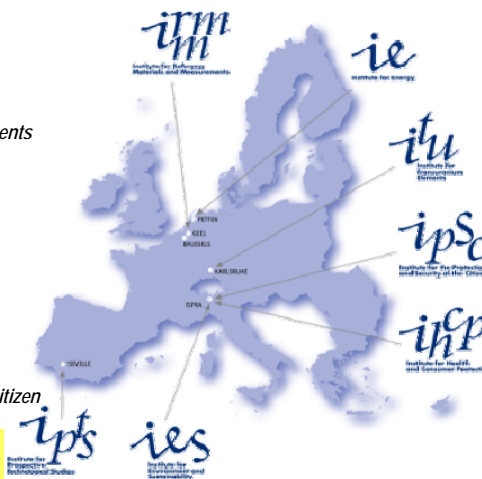 irmm
Institute for Reference
Materials and Measurements
ie
Institute for Energy
ents
itu
Institute for
Transuranium
Elements
ipsc
Institute for the Protection
and Security of the Citizen
PETTEN
GEEL
BRUSSELS
KARLSRUHE
ISPRA
ihcp
Institute for Health
and Consumer Protection
SEVILLE
itizen
ipts
Institute for
Prospective
Technological Studies
ies
Institute for
Environment and
Sustainability